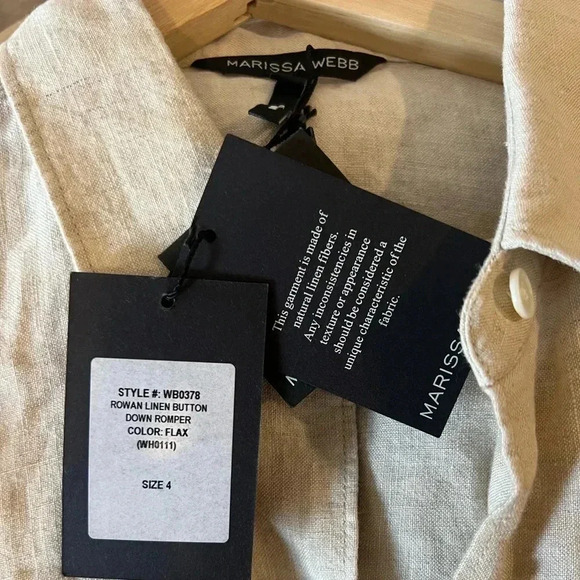 MARISSA WEBB
This garment is made of
natural linen fibers.
Any inconsistencies in
texture or appearance
should be considered a
unique characteristic of the
fabric.
MARISSA
STYLE #: WB0378
ROWAN LINEN BUTTON
DOWN ROMPER
COLOR: FLAX
(WH0111)
SIZE 4